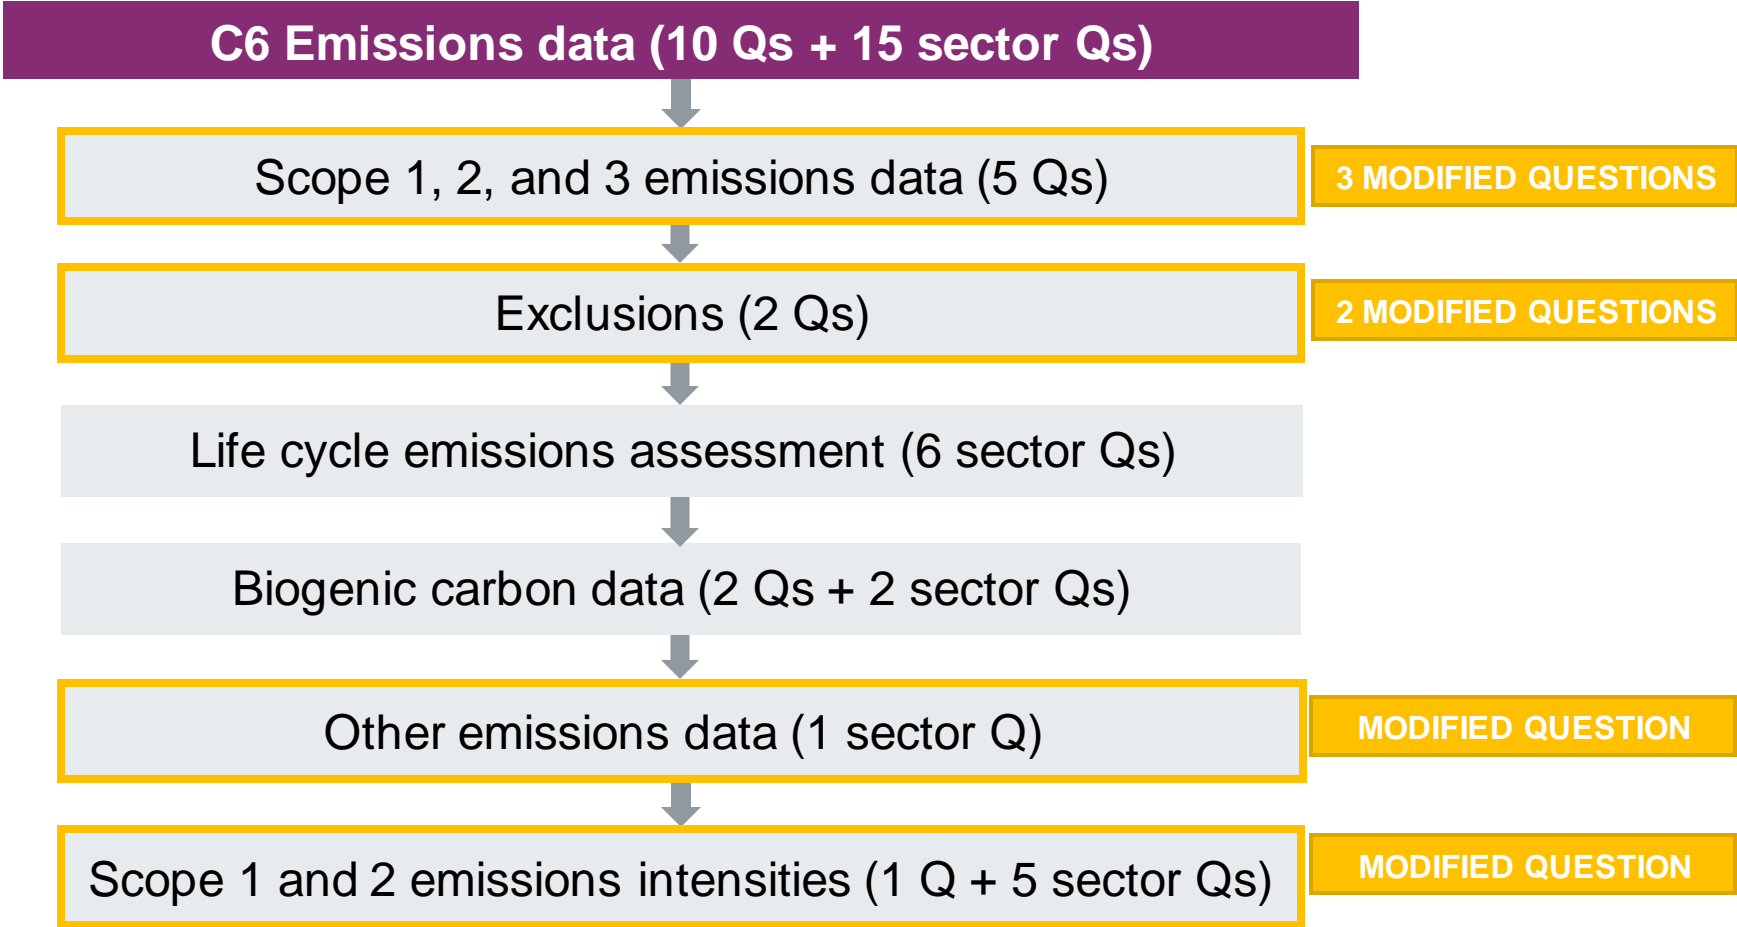 C6 Emissions data (10 Qs + 15 sector Qs)
Scope 1, 2, and 3 emissions data (5 Qs)
3 MODIFIED QUESTIONS
Exclusions (2 Qs)
2 MODIFIED QUESTIONS
Life cycle emissions assessment (6 sector Qs)
Biogenic carbon data (2 Qs + 2 sector Qs)
Other emissions data (1 sector Q)
MODIFIED QUESTION
Scope 1 and 2 emissions intensities (1 Q + 5 sector Qs)
MODIFIED QUESTION